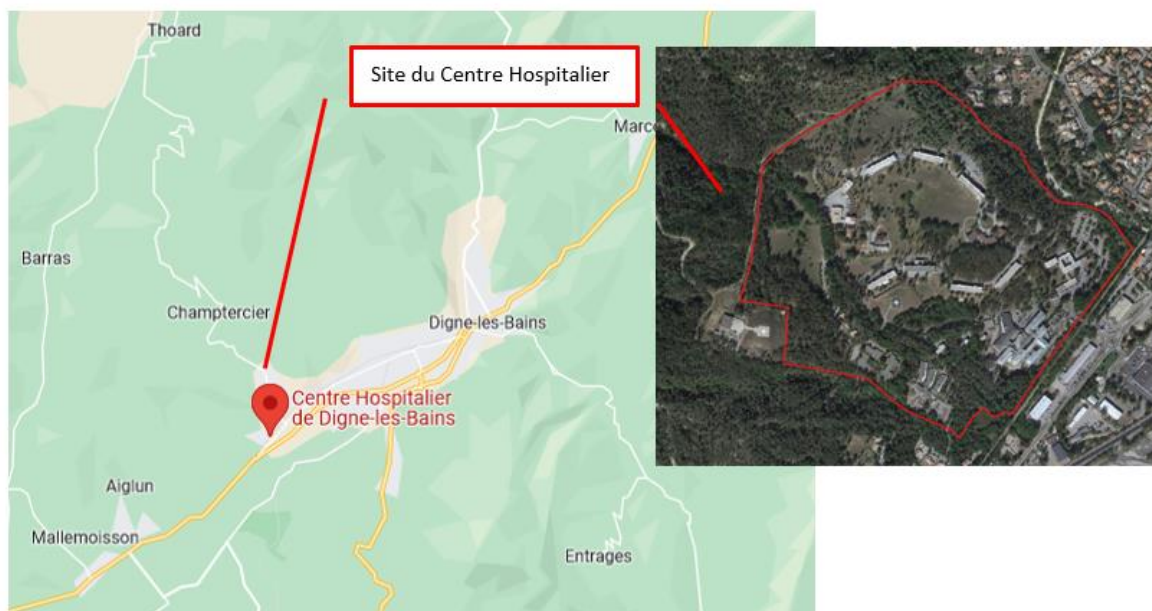 Thoard
Site du Centre Hospitalier
Barras
Champtercier
Digne-les-Bains
Centre Hospitalier
de Digne-les-Bains
Aiglun
Mallemoisson
Entrages